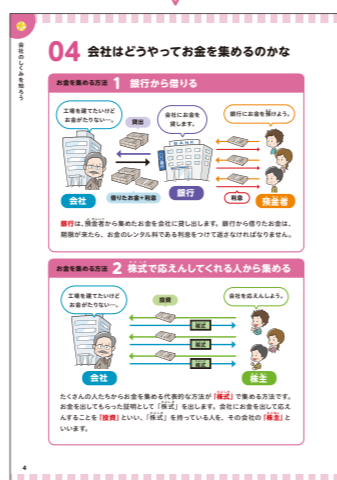 会社のしくみを知ろう
04 会社はどうやってお金を集めるのかな
お金を集める方法 1 銀行から借りる
工場を建てたいけど
お金がたりない…。
貸出
会社にお金を
貸します。
銀行にお金を預けよう。
BANK
会社
借りたお金+利息
銀行
利息
預金者
銀行は、預金者から集めたお金を会社に貸し出します。銀行から借りたお金は、
期限が来たら、お金のレンタル料である利息をつけて返さなければなりません。
お金を集める方法 2 株式で応えんしてくれる人から集める
工場を建てたいけど
お金がたりない…。
投資
会社を応えんしよう。
株式
株式
株式
会社
株主
たくさんの人たちからお金を集める代表的な方法が「株式」で集める方法です。
お金を出してもらった証明として「株式」を出します。会社にお金を出して応え
んすることを「投資」といい、「株式」を持っている人を、その会社の「株主」と
いいます。
4